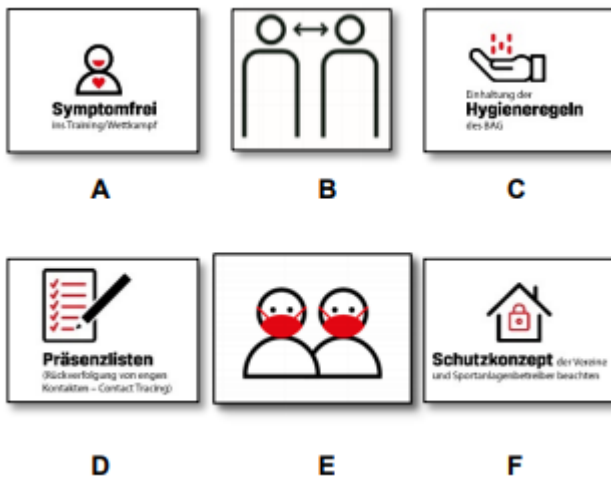 Symptomfrei
ins Training/Wettkampf
Einhaltung der
Hygieneregeln
des BAG
A
B
C
Präsenzlisten
(Rückverfolgung von engen
Kontakten – Contact Tracing)
Schutzkonzept der Vereine
und Sportanlagenbetreiber beachten
D
E
F